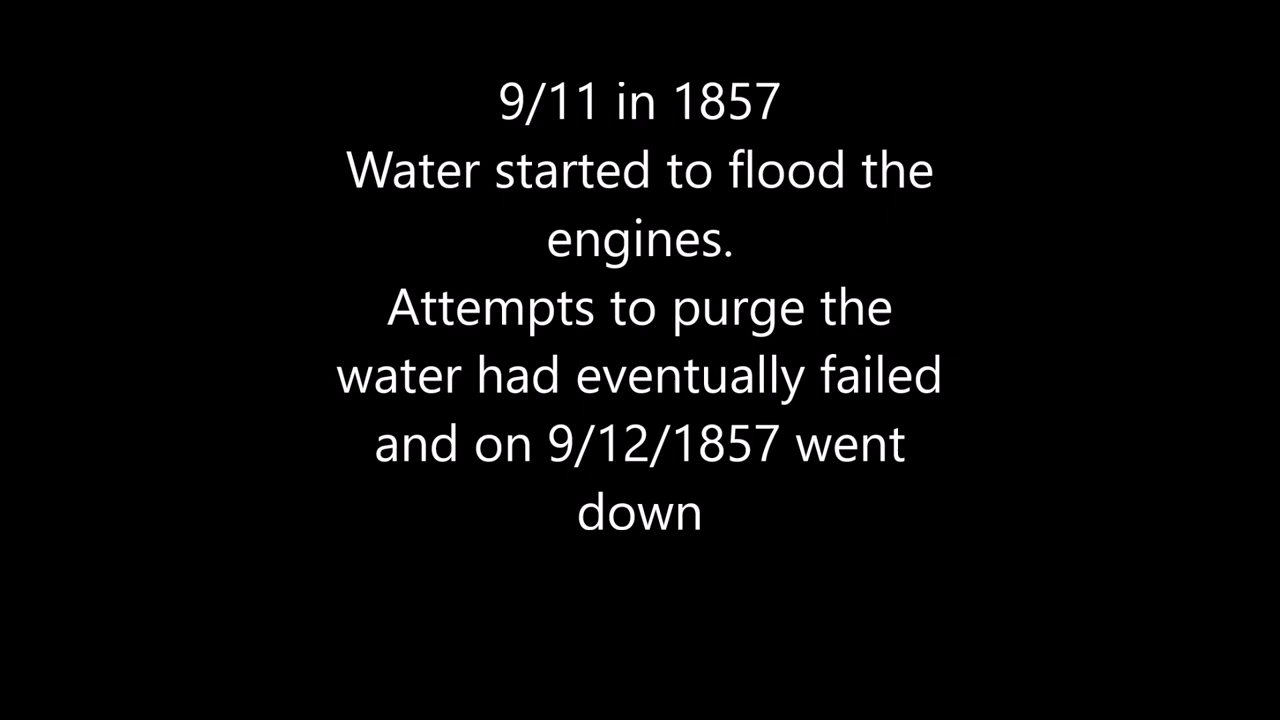 9/11 in 1857
Water started to flood the
engines.
Attempts to purge the
water had eventually failed
and on 9/12/1857 went
down